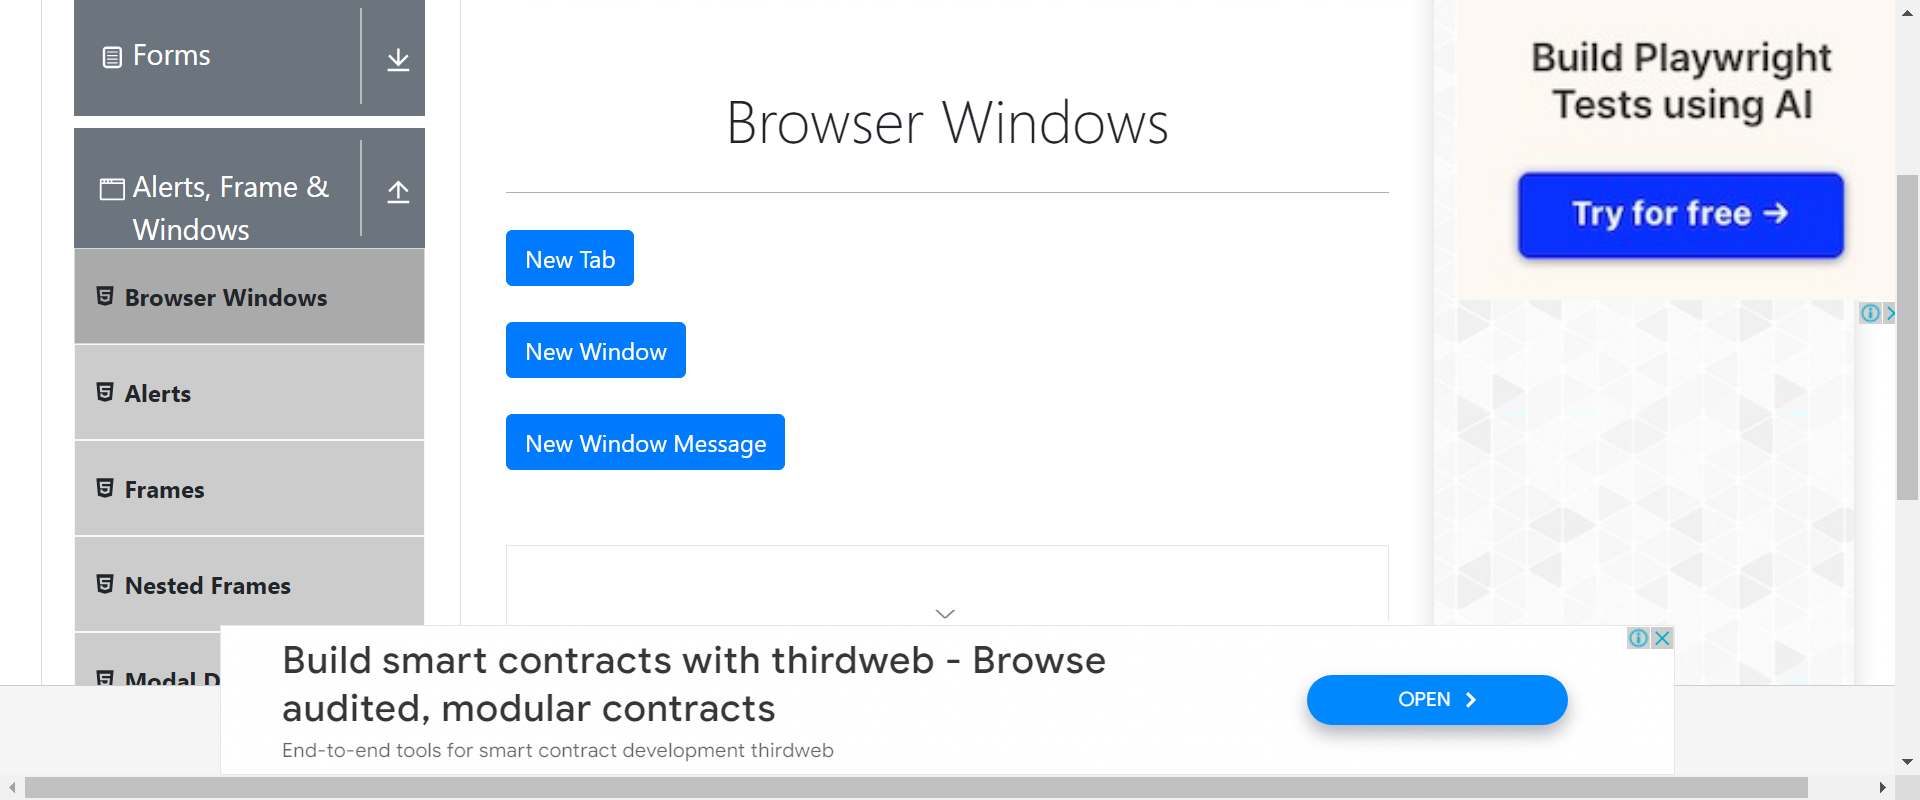 Forms
Alerts, Frame &
Windows
Browser Windows
Alerts
Frames
Nested Frames
Modal D
Browser Windows
New Tab
New Window
New Window Message
Build Playwright
Tests using AI
Try for free →
Build smart contracts with thirdweb - Browse
audited, modular contracts
End-to-end tools for smart contract development thirdweb
OPEN